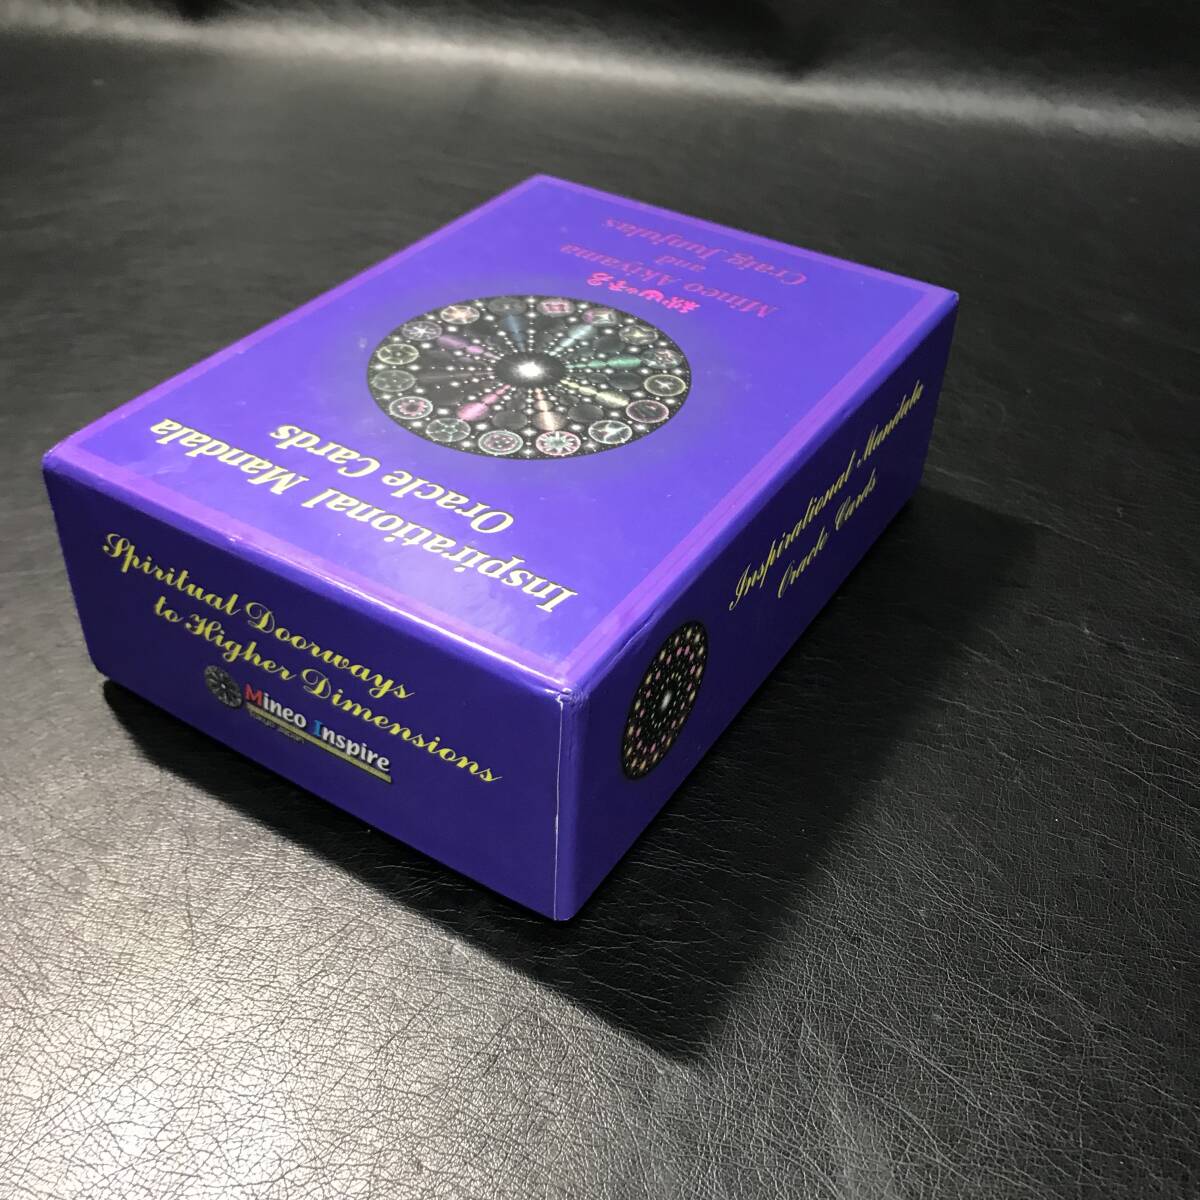 Inspirational Mandala
Oracle Cards
Mineo Akiyama
and
Craig Junjulas
Spiritual Doorways
to Higher Dimensions
Mineo Inspire
Inspirational Mandala
Oracle Cards